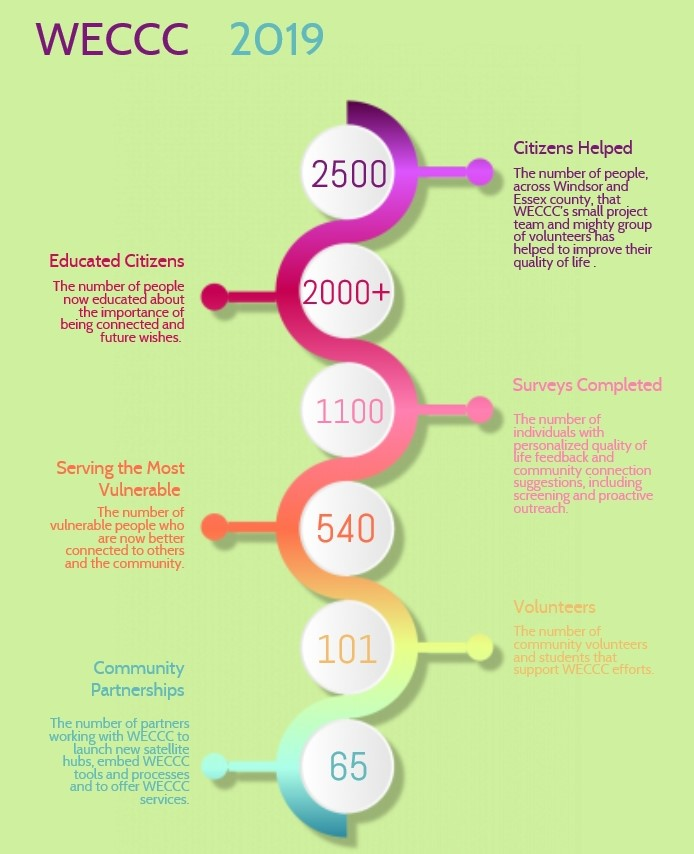 WECCC 2019
2500
Citizens Helped
The number of people,
across Windsor and
Essex county, that
WECCC's small project
team and mighty group
of volunteers has
helped to improve their
quality of life .
Educated Citizens
The number of people
now educated about
the importance of
being connected and
future wishes.
2000+
1100
Surveys Completed
The number of
individuals with
personalized quality of
life feedback and
community connection
suggestions, including
screening and proactive
outreach.
Serving the Most
Vulnerable
The number of
vulnerable people who
are now better
connected to others
and the community.
540
101
Volunteers
The number of
community volunteers
and students that
support WECCC efforts.
Community
Partnerships
The number of partners
working with WECCC to
launch new satellite
hubs, embed WECCC
tools and processes
and to offer WECCC
services.
65